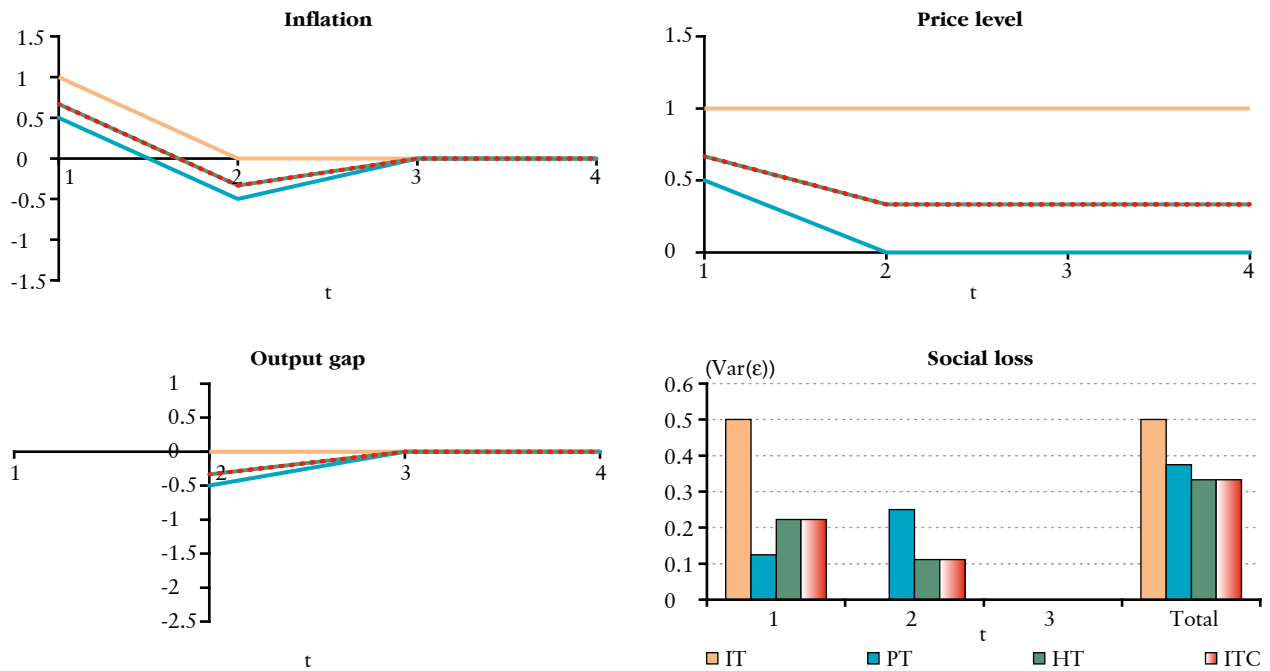 Inflation
1.5
1
0.5
0
-0.5
-1
-1.5
1 2 3 4
t
Price level
1.5
1
0.5
0
1 2 3 4
t
Output gap
1
0.5
0
-0.5
-1
-1.5
-2
-2.5
1 2 3 4
t
Social loss
(Var(ε))
0.6
0.5
0.4
0.3
0.2
0.1
0
1 2 3 Total
t
IT PT HT ITC